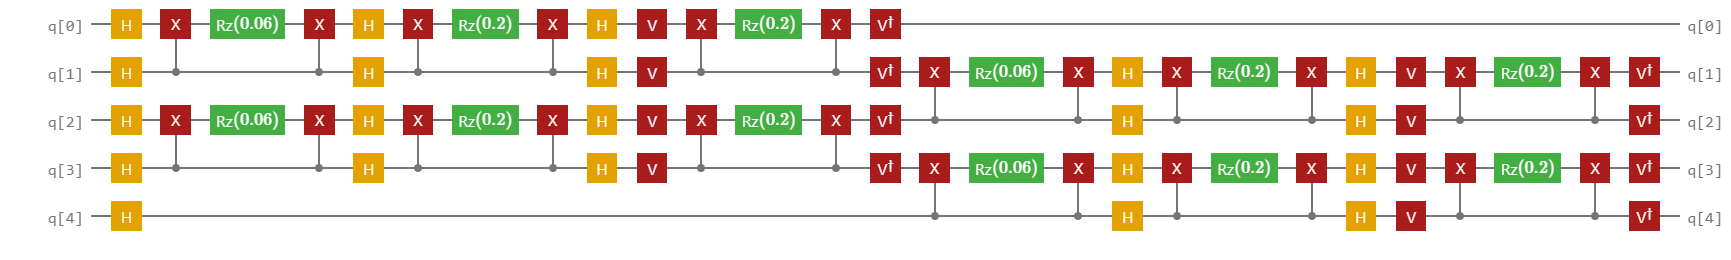 q[0] H X Rz(0.06) X H X Rz(0.2) X H V X Rz(0.2) X V† q[0]
q[1] H H H V V† X Rz(0.06) X H X Rz(0.2) X H V X Rz(0.2) X V† q[1]
q[2] H X Rz(0.06) X H X Rz(0.2) X H V X Rz(0.2) X V† H H V V† q[2]
q[3] H H H V V† X Rz(0.06) X H X Rz(0.2) X H V X Rz(0.2) X V† q[3]
q[4] H H H V V† q[4]